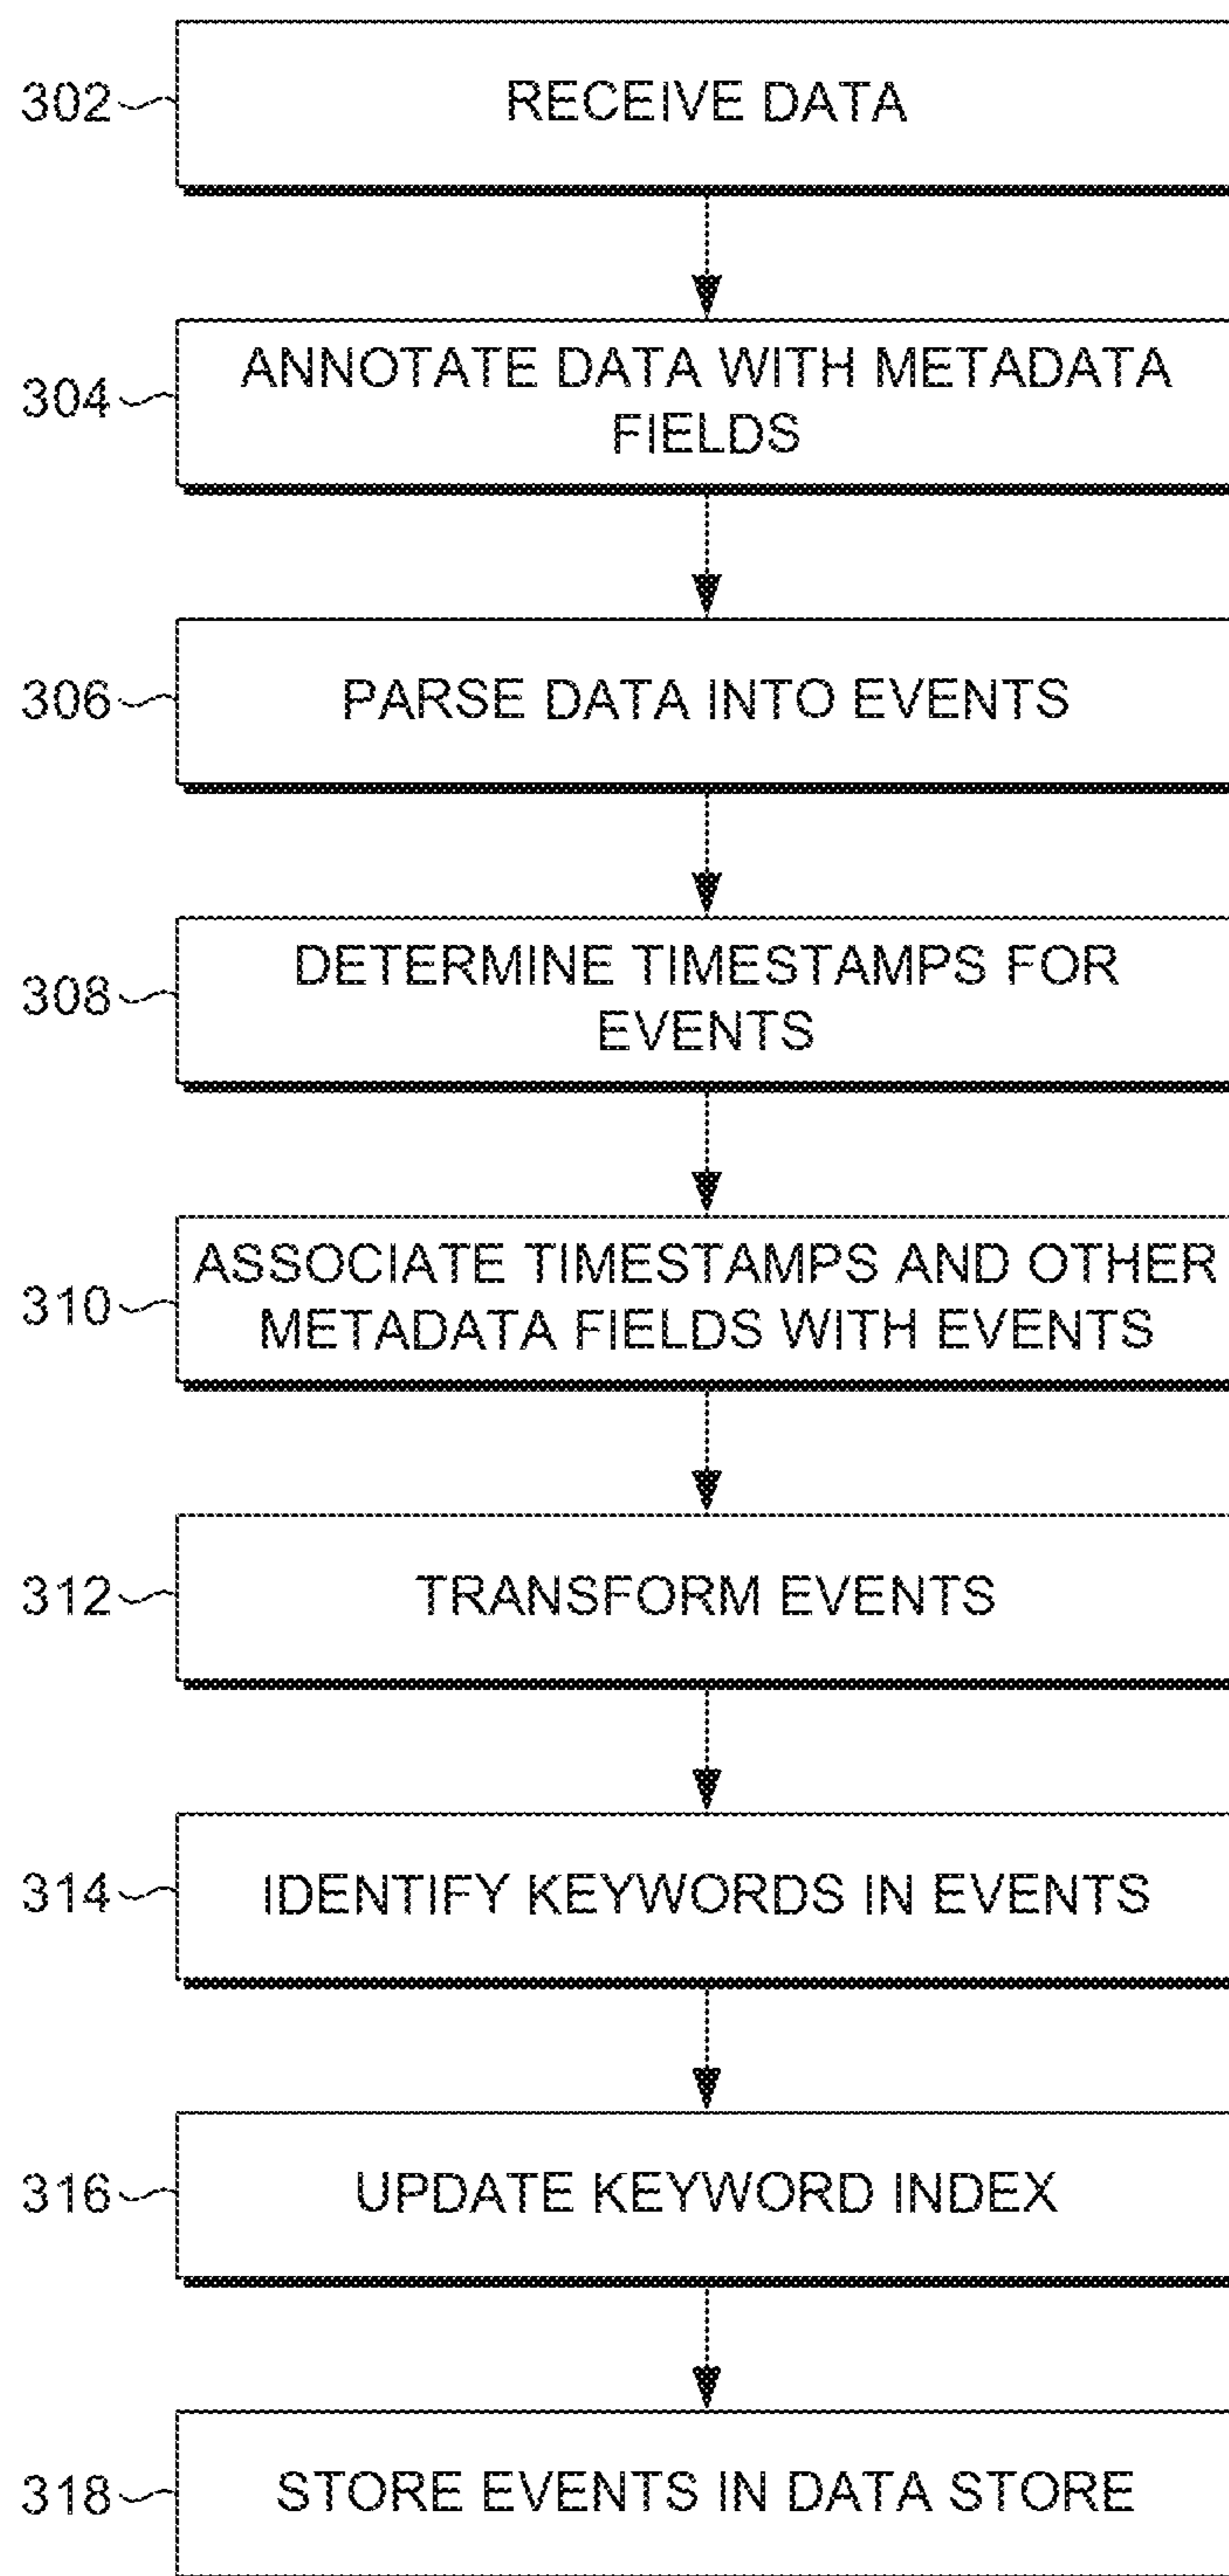 302 RECEIVE DATA
304 ANNOTATE DATA WITH METADATA
FIELDS
306 PARSE DATA INTO EVENTS
308 DETERMINE TIMESTAMPS FOR
EVENTS
310 ASSOCIATE TIMESTAMPS AND OTHER
METADATA FIELDS WITH EVENTS
312 TRANSFORM EVENTS
314 IDENTIFY KEYWORDS IN EVENTS
316 UPDATE KEYWORD INDEX
318 STORE EVENTS IN DATA STORE